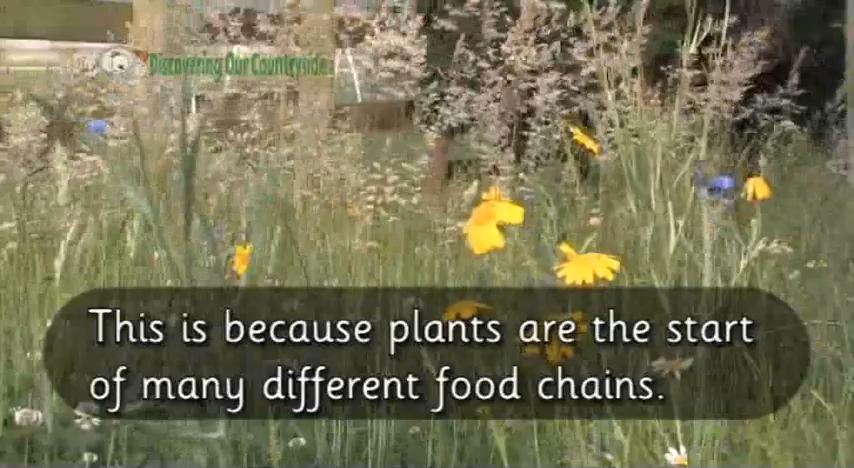 Discovering Our Countryside
This is because plants are the start
of many different food chains.